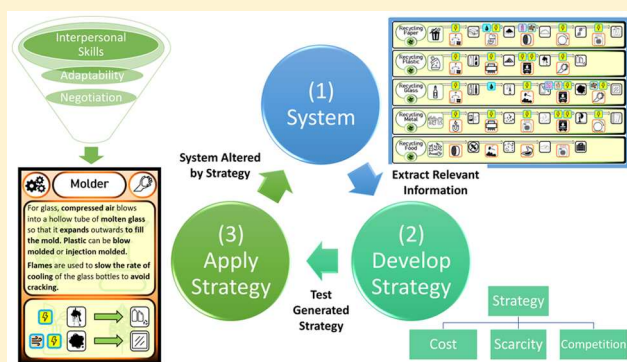 Interpersonal
Skills
Adaptability
Negotiation
Molder
For glass, compressed air blows
into a hollow tube of molten glass
so that it expands outwards to fill
the mold. Plastic can be blow
molded or injection molded.
Flames are used to slow the rate of
cooling of the glass bottles to avoid
cracking.
(1)
System
System Altered
by Strategy
Extract Relevant
Information
(3)
Apply
Strategy
(2)
Develop
Strategy
Test
Generated
Strategy
Recycling
Paper
Recycling
Plastic
Recycling
Glass
Recycling
Metal
Recycling
Food
Strategy
Cost
Scarcity
Competition